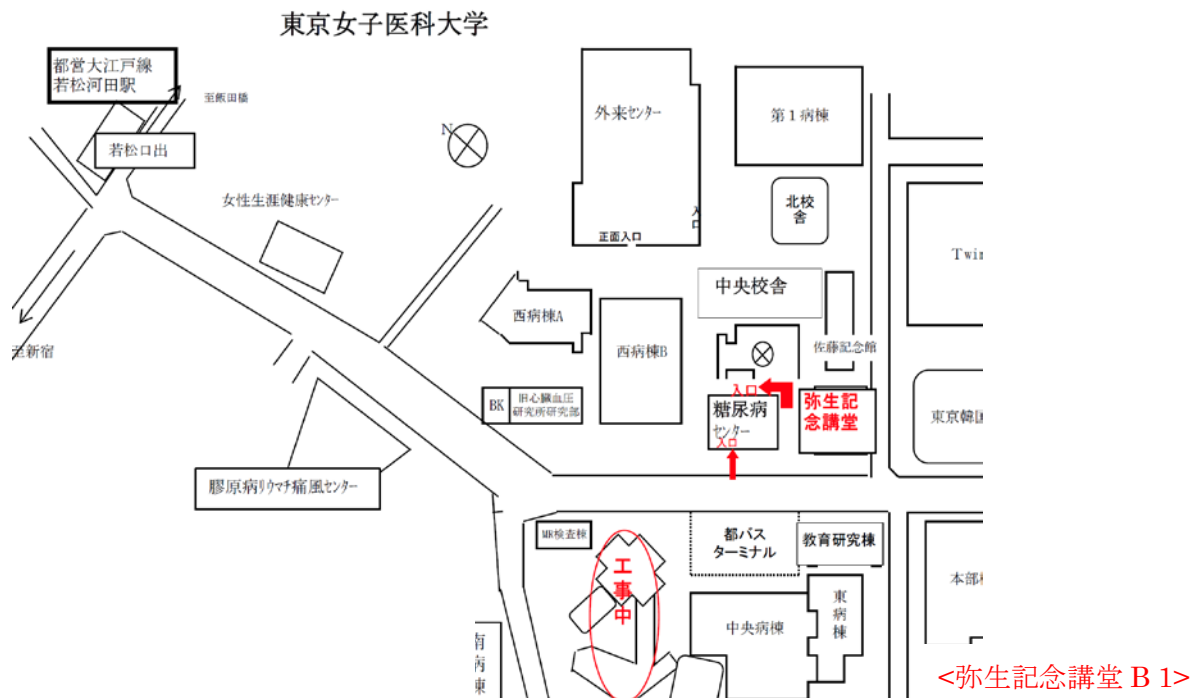 東京女子医科大学
都営大江戸線
若松河田駅
至飯田橋
若松口出
N
外来センター
第1病棟
女性生涯健康センター
入口
正面入口
北校
舎
Twin
中央校舎
西病棟A
西病棟B
佐藤記念館
至新宿
入口
BK
旧心臓血圧
研究所研究部
糖尿病
センター
入口
弥生記
念講堂
東京韓国
膠原病リウマチ痛風センター
MR検査棟
都バス
ターミナル
教育研究棟
工事中
本部
東病棟
中央病棟
南病棟
<弥生記念講堂 B 1>